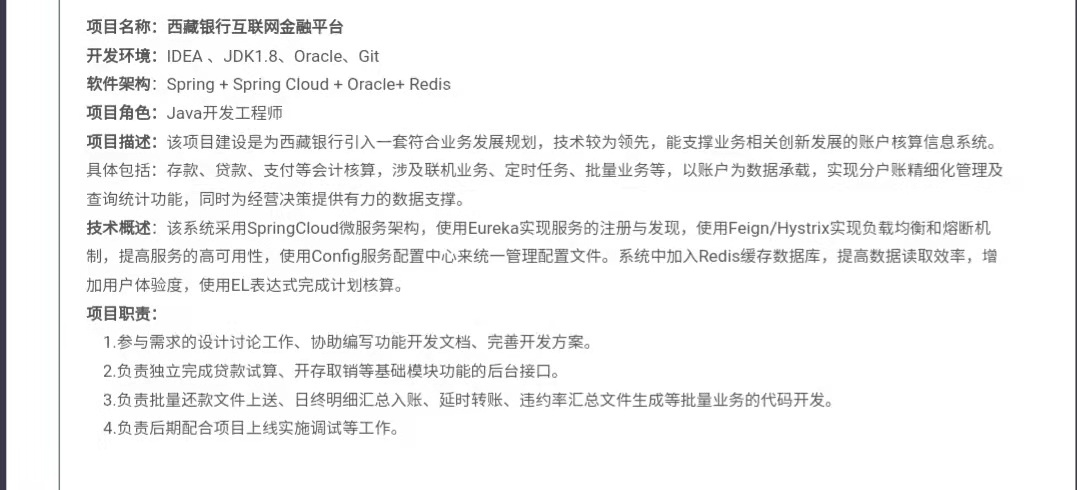 项目名称：西藏银行互联网金融平台
开发环境：IDEA 、JDK1.8、Oracle、Git
软件架构：Spring + Spring Cloud + Oracle+ Redis
项目角色：Java开发工程师
项目描述：该项目建设是为西藏银行引入一套符合业务发展规划，技术较为领先，能支撑业务相关创新发展的账户核算信息系统。
具体包括：存款、贷款、支付等会计核算，涉及联机业务、定时任务、批量业务等，以账户为数据承载，实现分户账精细化管理及
查询统计功能，同时为经营决策提供有力的数据支撑。
技术概述：该系统采用SpringCloud微服务架构，使用Eureka实现服务的注册与发现，使用Feign/Hystrix实现负载均衡和熔断机
制，提高服务的高可用性，使用Config服务配置中心来统一管理配置文件。系统中加入Redis缓存数据库，提高数据读取效率，增
加用户体验度，使用EL表达式完成计划核算。
项目职责：
1.参与需求的设计讨论工作、协助编写功能开发文档、完善开发方案。
2.负责独立完成贷款试算、开存取销等基础模块功能的后台接口。
3.负责批量还款文件上送、日终明细汇总入账、延时转账、违约率汇总文件生成等批量业务的代码开发。
4.负责后期配合项目上线实施调试等工作。